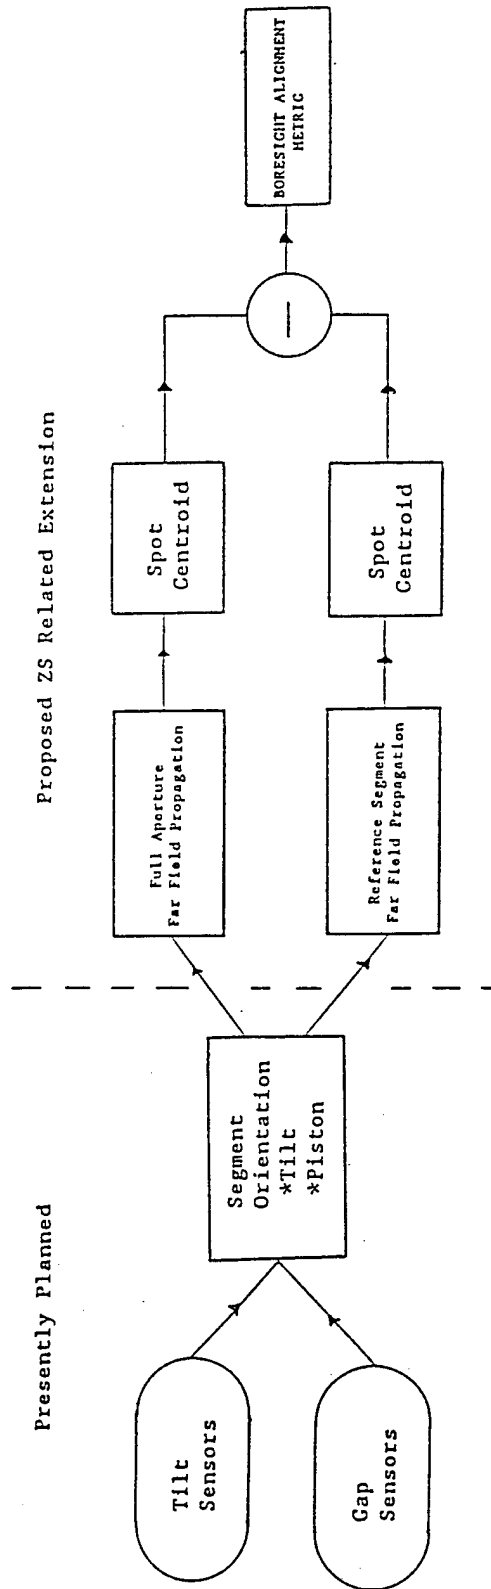 Presently Planned
Proposed ZS Related Extension
Tilt
Sensors
Gap
Sensors
Segment
Orientation
*Tilt
*Piston
Full Aperture
Far Field Propagation
Reference Segment
Far Field Propagation
Spot
Centroid
Spot
Centroid
—
BORESIGHT ALIGNMENT
METRIC